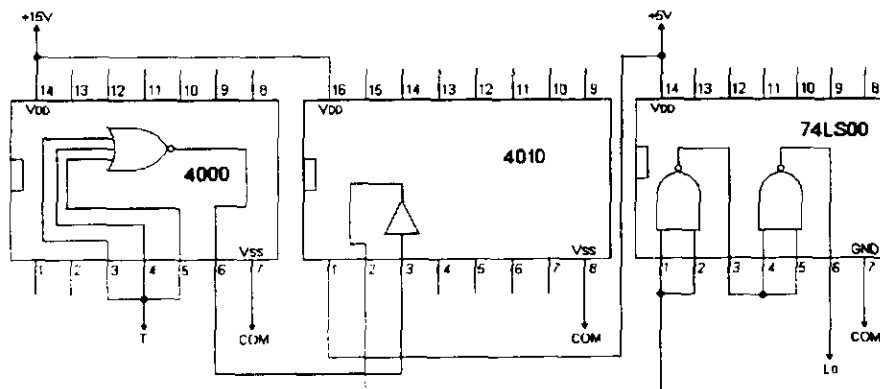 +15V +5V
14 13 12 11 10 9 8 16 15 14 13 12 11 10 9 14 13 12 11 10 9 8
VDD VDD VDD
4000 4010 74LS00
VSS VSS GND
1 2 3 4 5 6 7 1 2 3 4 5 6 7 8 1 2 3 4 5 6 7
T COM COM L0 COM